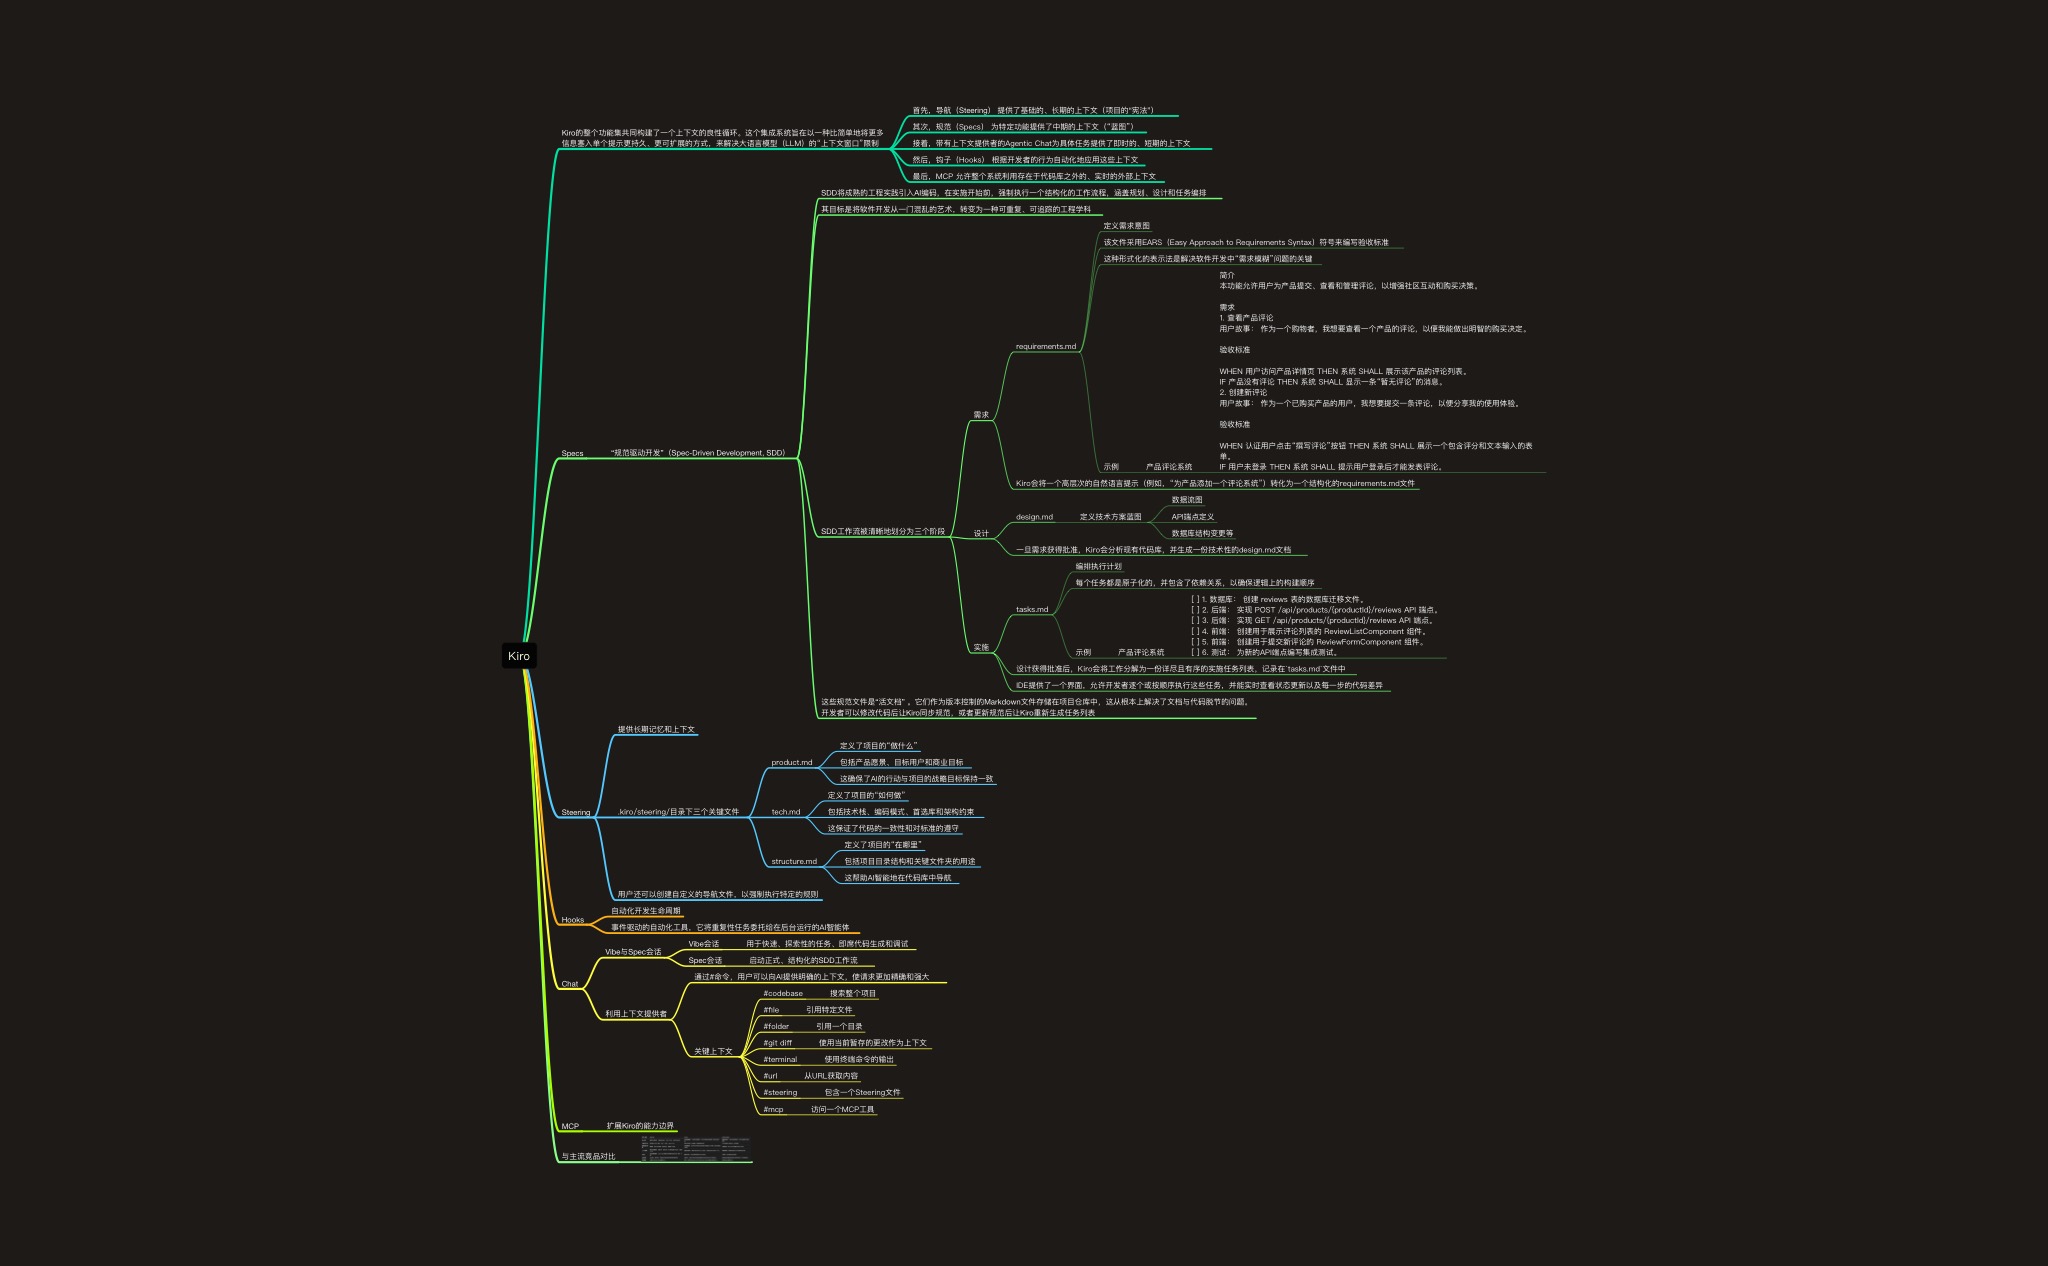 Kiro
Kiro的整个功能集共同构建了一个上下文的良性循环。这个集成系统旨在以一种比简单地将更多
信息塞入单个提示更持久、更可扩展的方式，来解决大语言模型（LLM）的“上下文窗口”限制
首先，导航（Steering） 提供了基础的、长期的上下文（项目的“宪法”）
其次，规范（Specs） 为特定功能提供了中期的上下文（“蓝图”）
接着，带有上下文提供者的Agentic Chat为具体任务提供了即时的、短期的上下文
然后，钩子（Hooks） 根据开发者的行为自动化地应用这些上下文
最后，MCP 允许整个系统利用存在于代码库之外的、实时的外部上下文
Specs
“规范驱动开发”（Spec-Driven Development, SDD）
SDD将成熟的工程实践引入AI编码，在实施开始前，强制执行一个结构化的工作流程，涵盖规划、设计和任务编排
其目标是将软件开发从一门混乱的艺术，转变为一种可重复、可追踪的工程学科
SDD工作流被清晰地划分为三个阶段
需求
requirements.md
定义需求意图
该文件采用EARS（Easy Approach to Requirements Syntax）符号来编写验收标准
这种形式化的表示法是解决软件开发中“需求模糊”问题的关键
示例
产品评论系统
简介
本功能允许用户为产品提交、查看和管理评论，以增强社区互动和购买决策。
需求
1. 查看产品评论
用户故事： 作为一个购物者，我想要查看一个产品的评论，以便我能做出明智的购买决定。
验收标准
WHEN 用户访问产品详情页 THEN 系统 SHALL 展示该产品的评论列表。
IF 产品没有评论 THEN 系统 SHALL 显示一条“暂无评论”的消息。
2. 创建新评论
用户故事： 作为一个已购买产品的用户，我想要提交一条评论，以便分享我的使用体验。
验收标准
WHEN 认证用户点击“撰写评论”按钮 THEN 系统 SHALL 展示一个包含评分和文本输入的表
单。
IF 用户未登录 THEN 系统 SHALL 提示用户登录后才能发表评论。
Kiro会将一个高层次的自然语言提示（例如，“为产品添加一个评论系统”）转化为一个结构化的requirements.md文件
设计
design.md
定义技术方案蓝图
数据流图
API端点定义
数据库结构变更等
一旦需求获得批准，Kiro会分析现有代码库，并生成一份技术性的design.md文档
实施
tasks.md
编排执行计划
每个任务都是原子化的，并包含了依赖关系，以确保逻辑上的构建顺序
示例
产品评论系统
[ ] 1. 数据库： 创建 reviews 表的数据库迁移文件。
[ ] 2. 后端： 实现 POST /api/products/{productId}/reviews API 端点。
[ ] 3. 后端： 实现 GET /api/products/{productId}/reviews API 端点。
[ ] 4. 前端： 创建用于展示评论列表的 ReviewListComponent 组件。
[ ] 5. 前端： 创建用于提交新评论的 ReviewFormComponent 组件。
[ ] 6. 测试： 为新的API端点编写集成测试。
设计获得批准后，Kiro会将工作分解为一份详尽且有序的实施任务列表，记录在`tasks.md`文件中
IDE提供了一个界面，允许开发者逐个或按顺序执行这些任务，并能实时查看状态更新以及每一步的代码差异
这些规范文件是“活文档” 。它们作为版本控制的Markdown文件存储在项目仓库中，这从根本上解决了文档与代码脱节的问题。
开发者可以修改代码后让Kiro同步规范，或者更新规范后让Kiro重新生成任务列表
Steering
提供长期记忆和上下文
.kiro/steering/目录下三个关键文件
product.md
定义了项目的“做什么”
包括产品愿景、目标用户和商业目标
这确保了AI的行动与项目的战略目标保持一致
tech.md
定义了项目的“如何做”
包括技术栈、编码模式、首选库和架构约束
这保证了代码的一致性和对标准的遵守
structure.md
定义了项目的“在哪里”
包括项目目录结构和关键文件夹的用途
这帮助AI智能地在代码库中导航
用户还可以创建自定义的导航文件，以强制执行特定的规则
Hooks
自动化开发生命周期
事件驱动的自动化工具，它将重复性任务委托给在后台运行的AI智能体
Chat
Vibe与Spec会话
Vibe会话
用于快速、探索性的任务、即席代码生成和调试
Spec会话
启动正式、结构化的SDD工作流
利用上下文提供者
通过#命令，用户可以向AI提供明确的上下文，使请求更加精确和强大
关键上下文
#codebase
搜索整个项目
#file
引用特定文件
#folder
引用一个目录
#git diff
使用当前暂存的更改作为上下文
#terminal
使用终端命令的输出
#url
从URL获取内容
#steering
包含一个Steering文件
#mcp
访问一个MCP工具
MCP
扩展Kiro的能力边界
与主流竞品对比